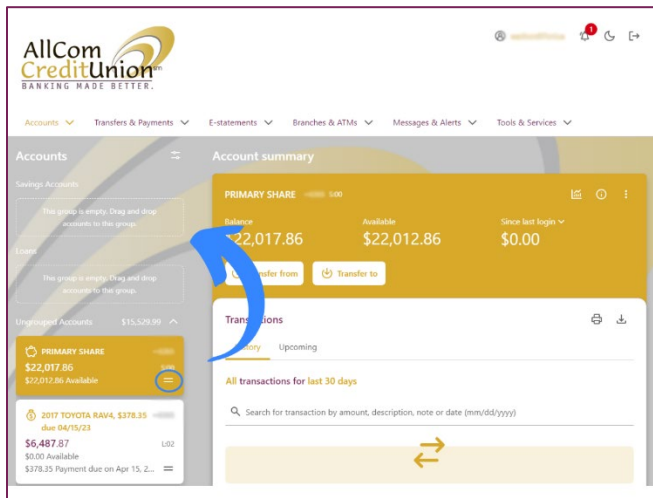 AllCom
CreditUnion
BANKING MADE BETTER.
1
Accounts
Transfers & Payments
E-statements
Branches & ATMs
Messages & Alerts
Tools & Services
Accounts
Savings Accounts
This group is empty. Drag and drop
accounts to this group.
Loans
This group is empty. Drag and drop
accounts to this group.
Ungrouped Accounts $15,529.99
PRIMARY SHARE
$22,017.86 S:00
$22,012.86 Available
2017 TOYOTA RAV4, $378.35
due 04/15/23
$6,487.87 L:02
$0.00 Available
$378.35 Payment due on Apr 15, 2...
Account summary
PRIMARY SHARE S:00
Balance
Available
Since last login
$22,017.86
$22,012.86
$0.00
Transfer from
Transfer to
Transactions
History
Upcoming
All transactions for last 30 days
Search for transaction by amount, description, note or date (mm/dd/yyyy)